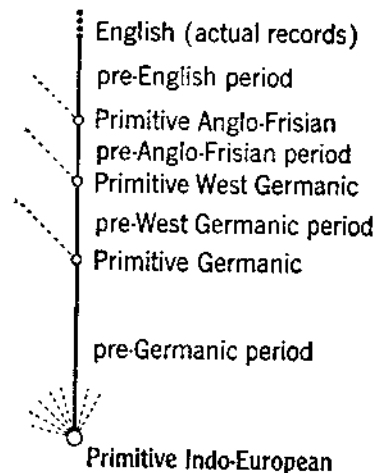 English (actual records)
pre-English period
Primitive Anglo-Frisian
pre-Anglo-Frisian period
Primitive West Germanic
pre-West Germanic period
Primitive Germanic
pre-Germanic period
Primitive Indo-European